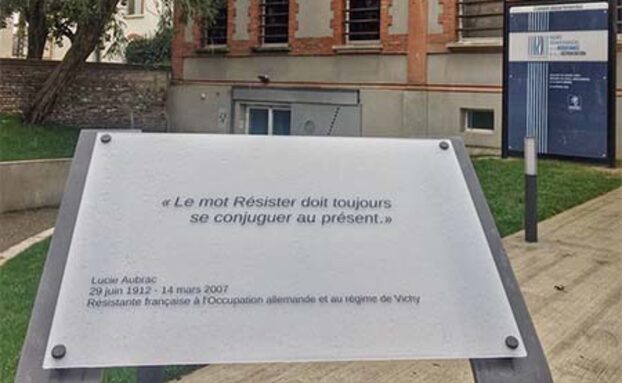 « Le mot Résister doit toujours
se conjuguer au présent.»
Lucie Aubrac
29 juin 1912 - 14 mars 2007
Résistante française à l'Occupation allemande et au régime de Vichy